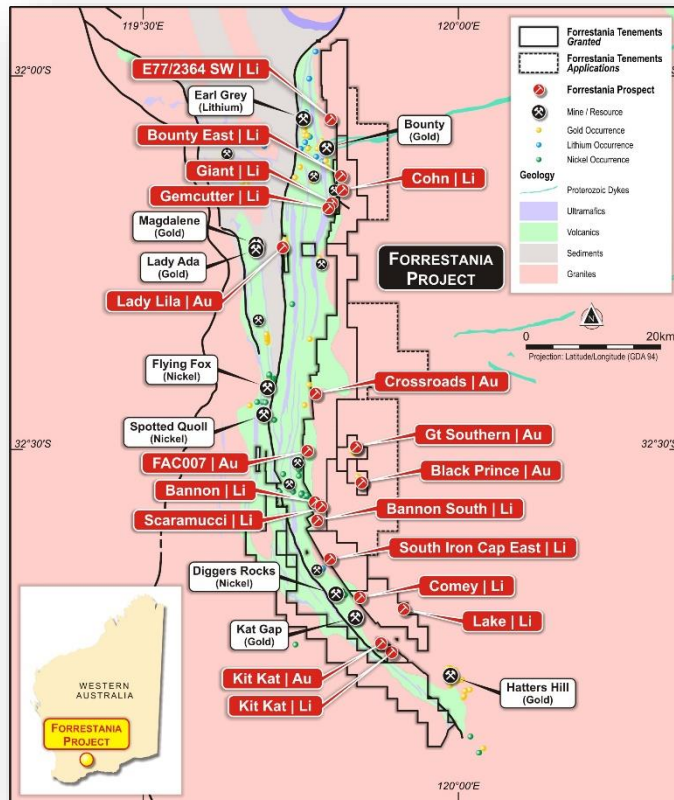 119°30'
120°00'
32°00'
E77/2364 SW | Li
Earl Grey
(Lithium)
Bounty
(Gold)
Bounty East | Li
Giant | Li
Cohn | Li
Gemcutter | Li
Magdalene
(Gold)
Lady Ada
(Gold)
Lady Lila | Au
FORRESTANIA
PROJECT
Forrestania Tenements
Granted
Forrestania Tenements
Applications
Forrestania Prospect
Mine / Resource
Gold Occurrence
Lithium Occurrence
Nickel Occurrence
Geology
Proterozoic Dykes
Ultramafics
Volcanics
Sediments
Granites
N
0
20km
Projection: Latitude/Longitude (GDA 94)
Flying Fox
(Nickel)
Crossroads | Au
Spotted Quoll
(Nickel)
Gt Southern | Au
32°30'
32°30'
FAC007 | Au
Black Prince | Au
Bannon | Li
Bannon South | Li
Scaramucci | Li
South Iron Cap East | Li
Diggers Rocks
(Nickel)
Comey | Li
Lake | Li
Kat Gap
(Gold)
Kit Kat | Au
Kit Kat | Li
Hatters Hill
(Gold)
WESTERN
AUSTRALIA
FORRESTANIA
PROJECT
120°00'